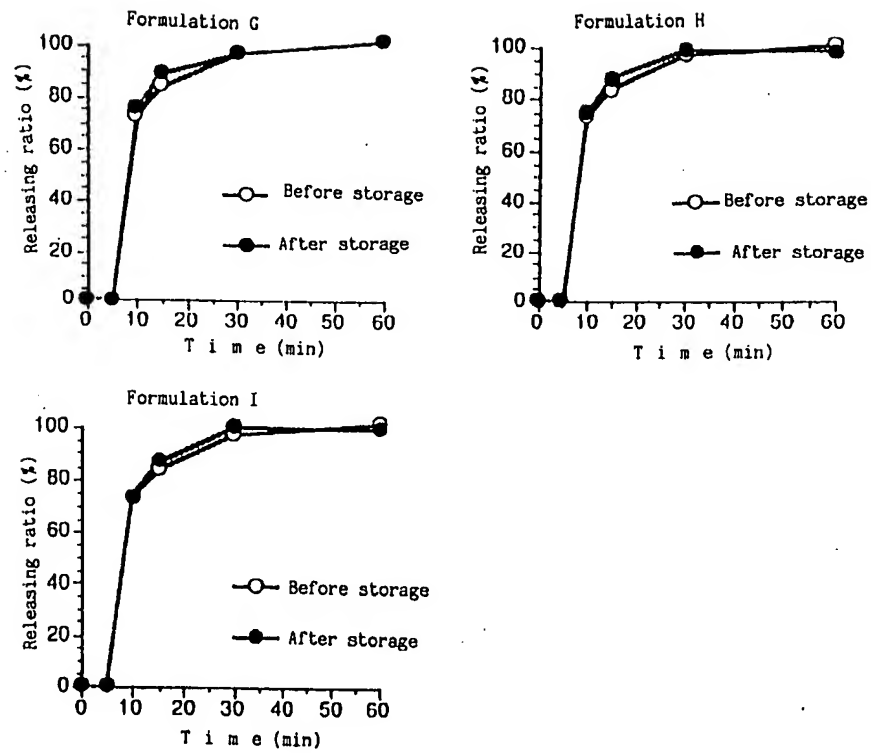 Formulation G
Releasing ratio (%)
100
80
60
40
20
0
Before storage
After storage
0 10 20 30 40 50 60
T i m e (min)
Formulation H
Releasing ratio (%)
100
80
60
40
20
0
Before storage
After storage
0 10 20 30 40 50 60
T i m e (min)
Formulation I
Releasing ratio (%)
100
80
60
40
20
0
Before storage
After storage
0 10 20 30 40 50 60
T i m e (min)